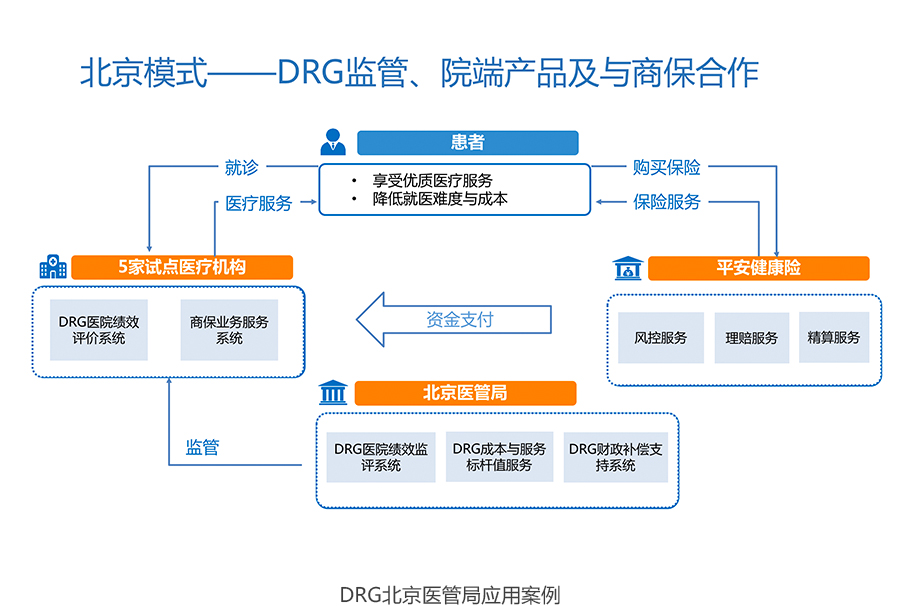 北京模式——DRG监管、院端产品及与商保合作
患者
就诊
购买保险
• 享受优质医疗服务
• 降低就医难度与成本
医疗服务
保险服务
5家试点医疗机构
平安健康险
DRG医院绩效
评价系统
商保业务服务
系统
资金支付
风控服务
理赔服务
精算服务
北京医管局
监管
DRG医院绩效监
评系统
DRG成本与服务
标杆值服务
DRG财政补偿支
持系统
DRG北京医管局应用案例